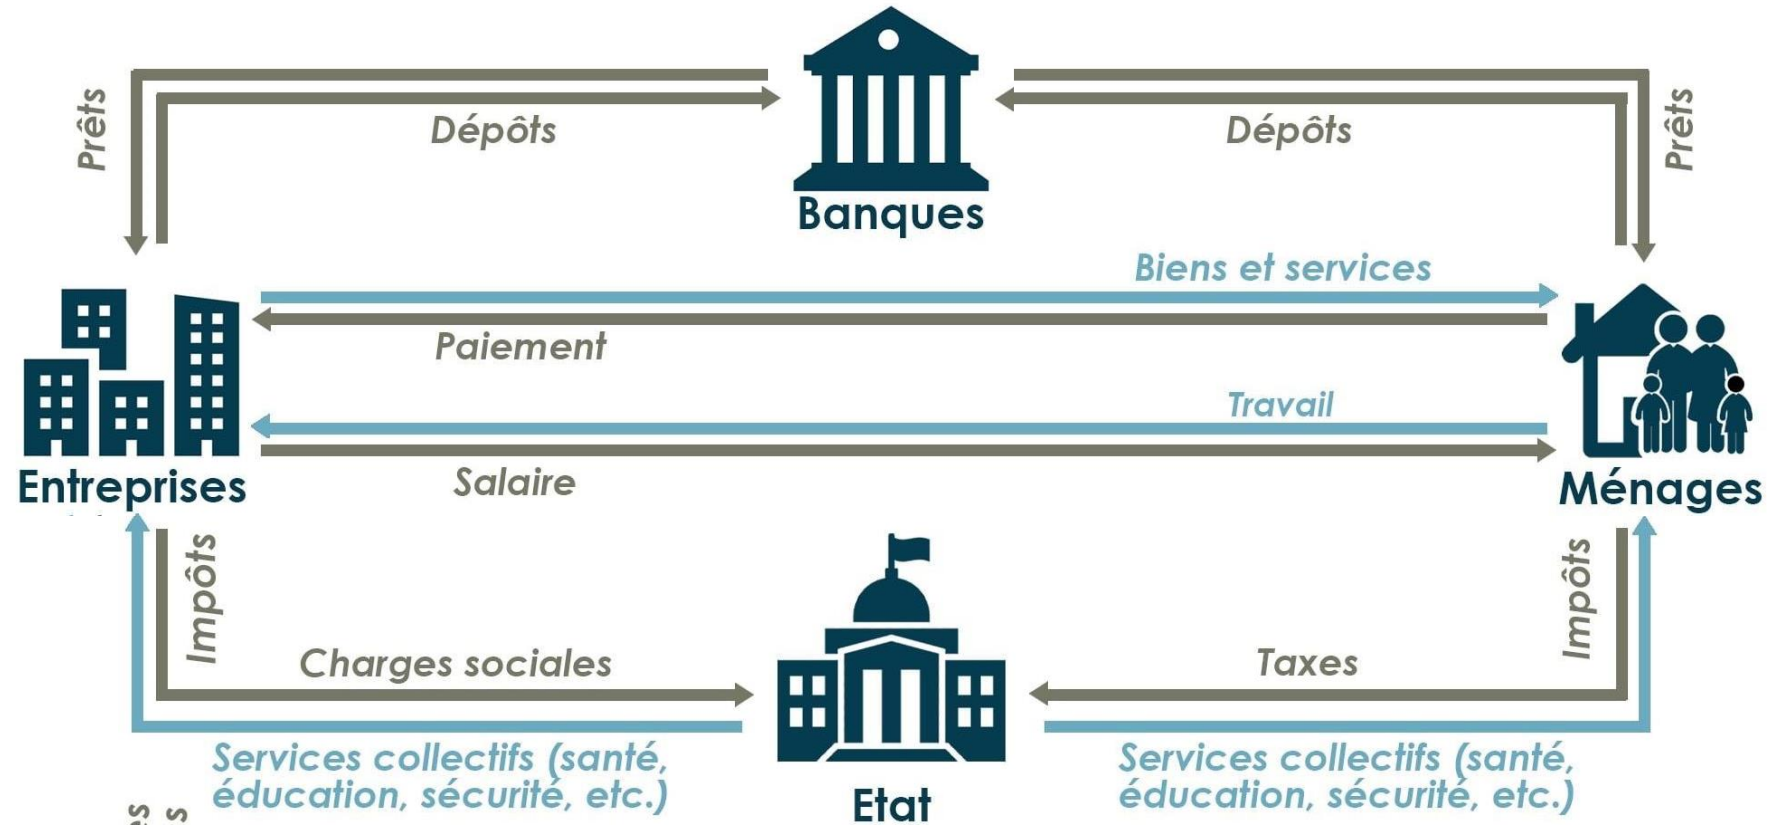 Prêts
Dépôts
Dépôts
Prêts
Banques
Biens et services
Paiement
Travail
Salaire
Entreprises
Ménages
Impôts
Impôts
Charges sociales
Taxes
Services collectifs (santé,
éducation, sécurité, etc.)
Services collectifs (santé,
éducation, sécurité, etc.)
Etat